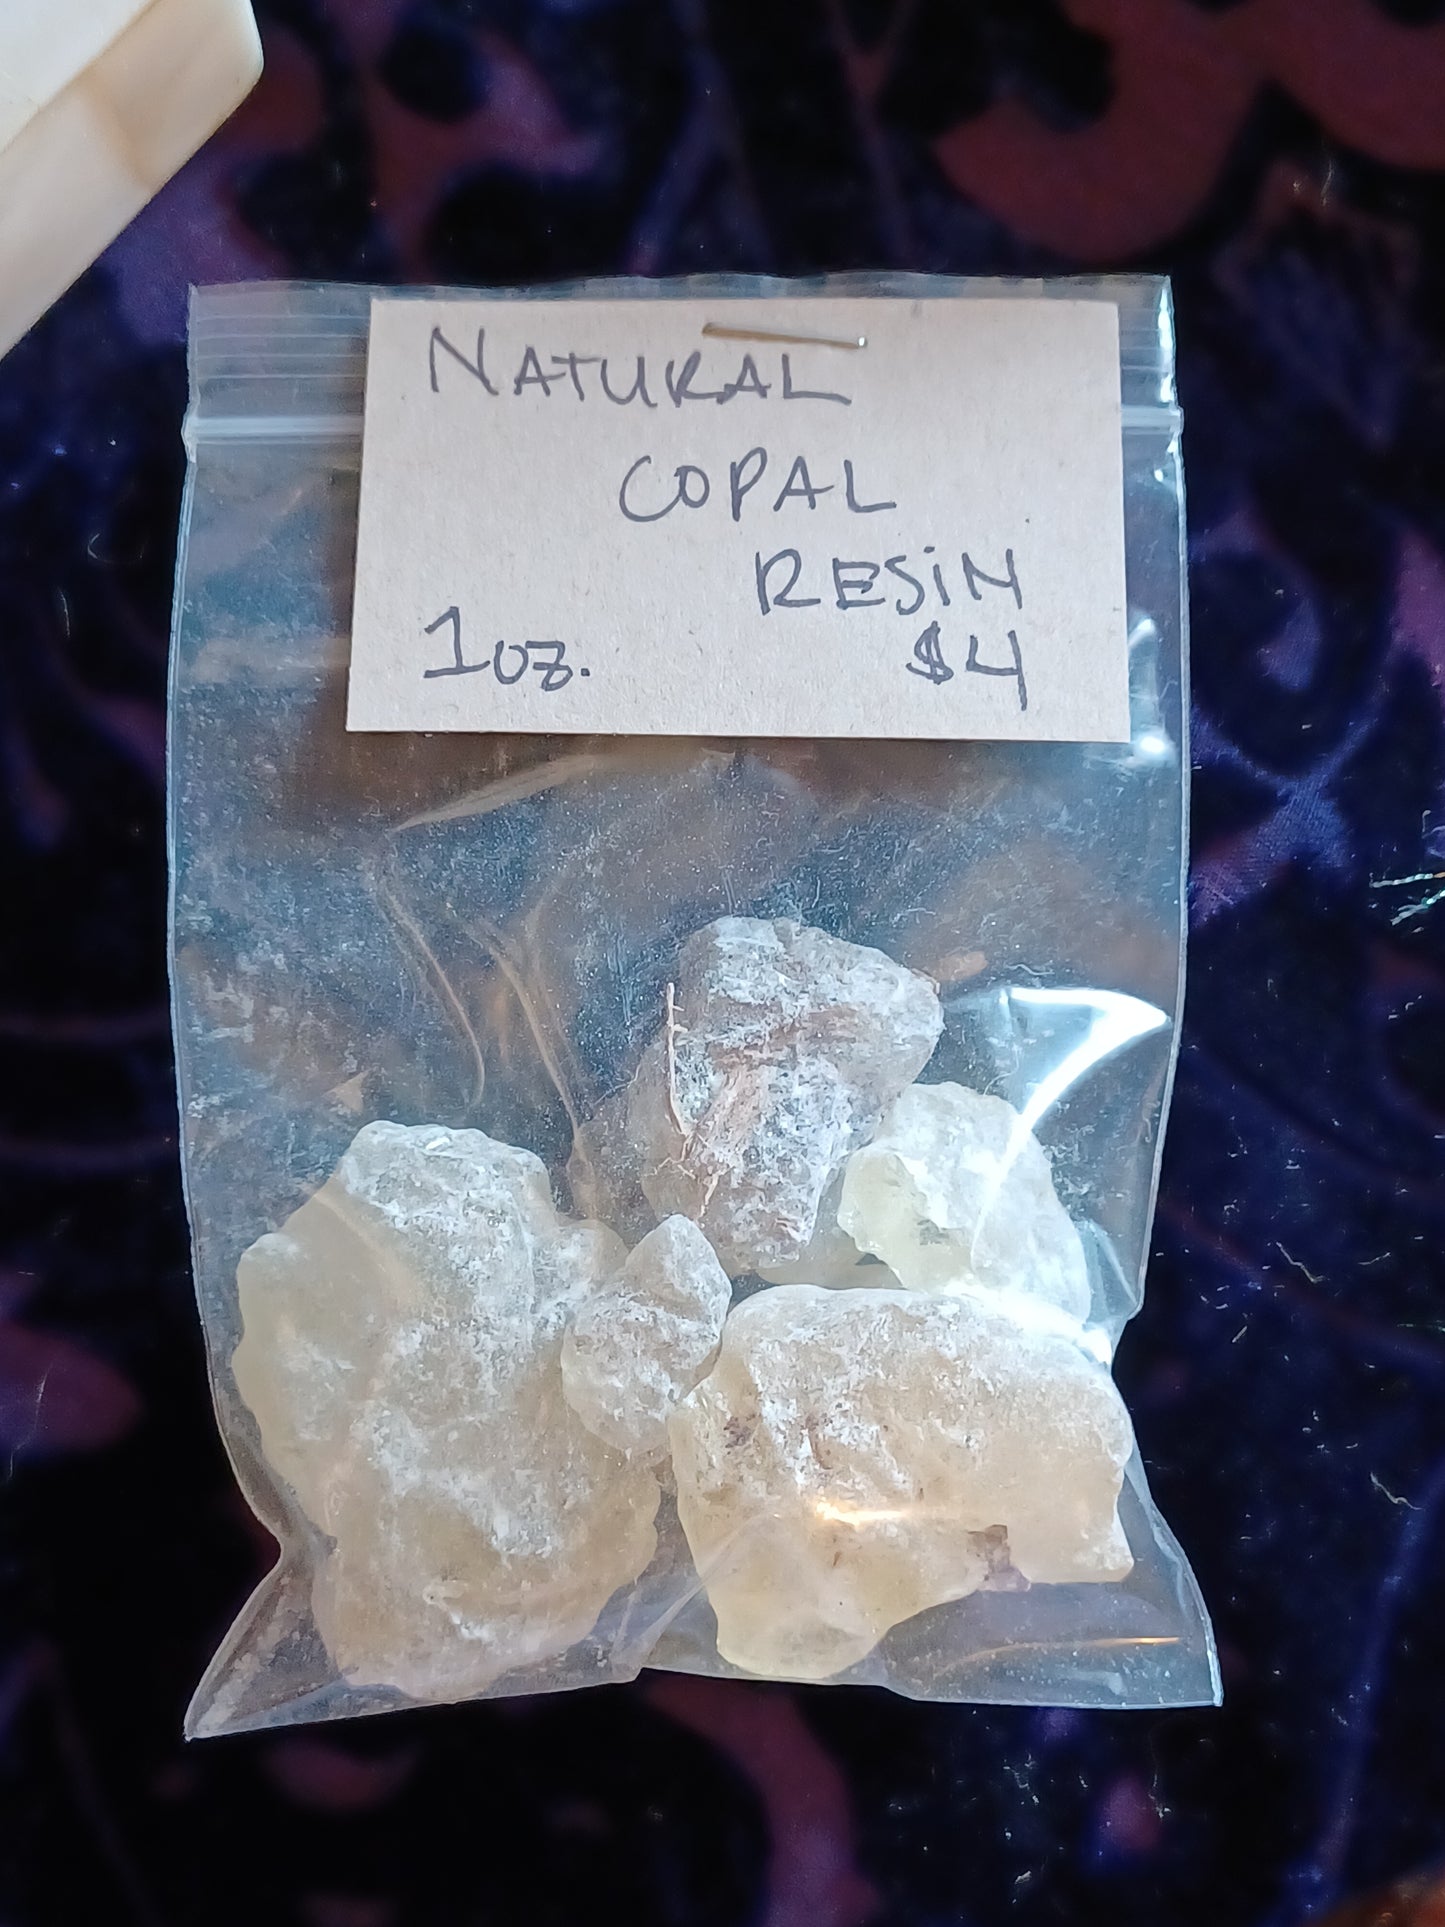 NATURAL
COPAL
RESIN
1oz. $4